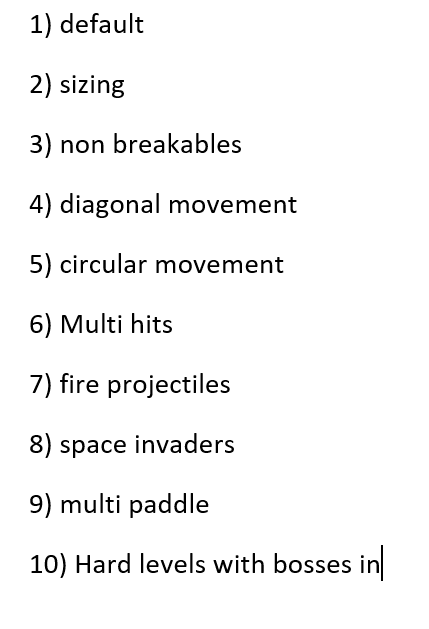 1) default
2) sizing
3) non breakables
4) diagonal movement
5) circular movement
6) Multi hits
7) fire projectiles
8) space invaders
9) multi paddle
10) Hard levels with bosses in